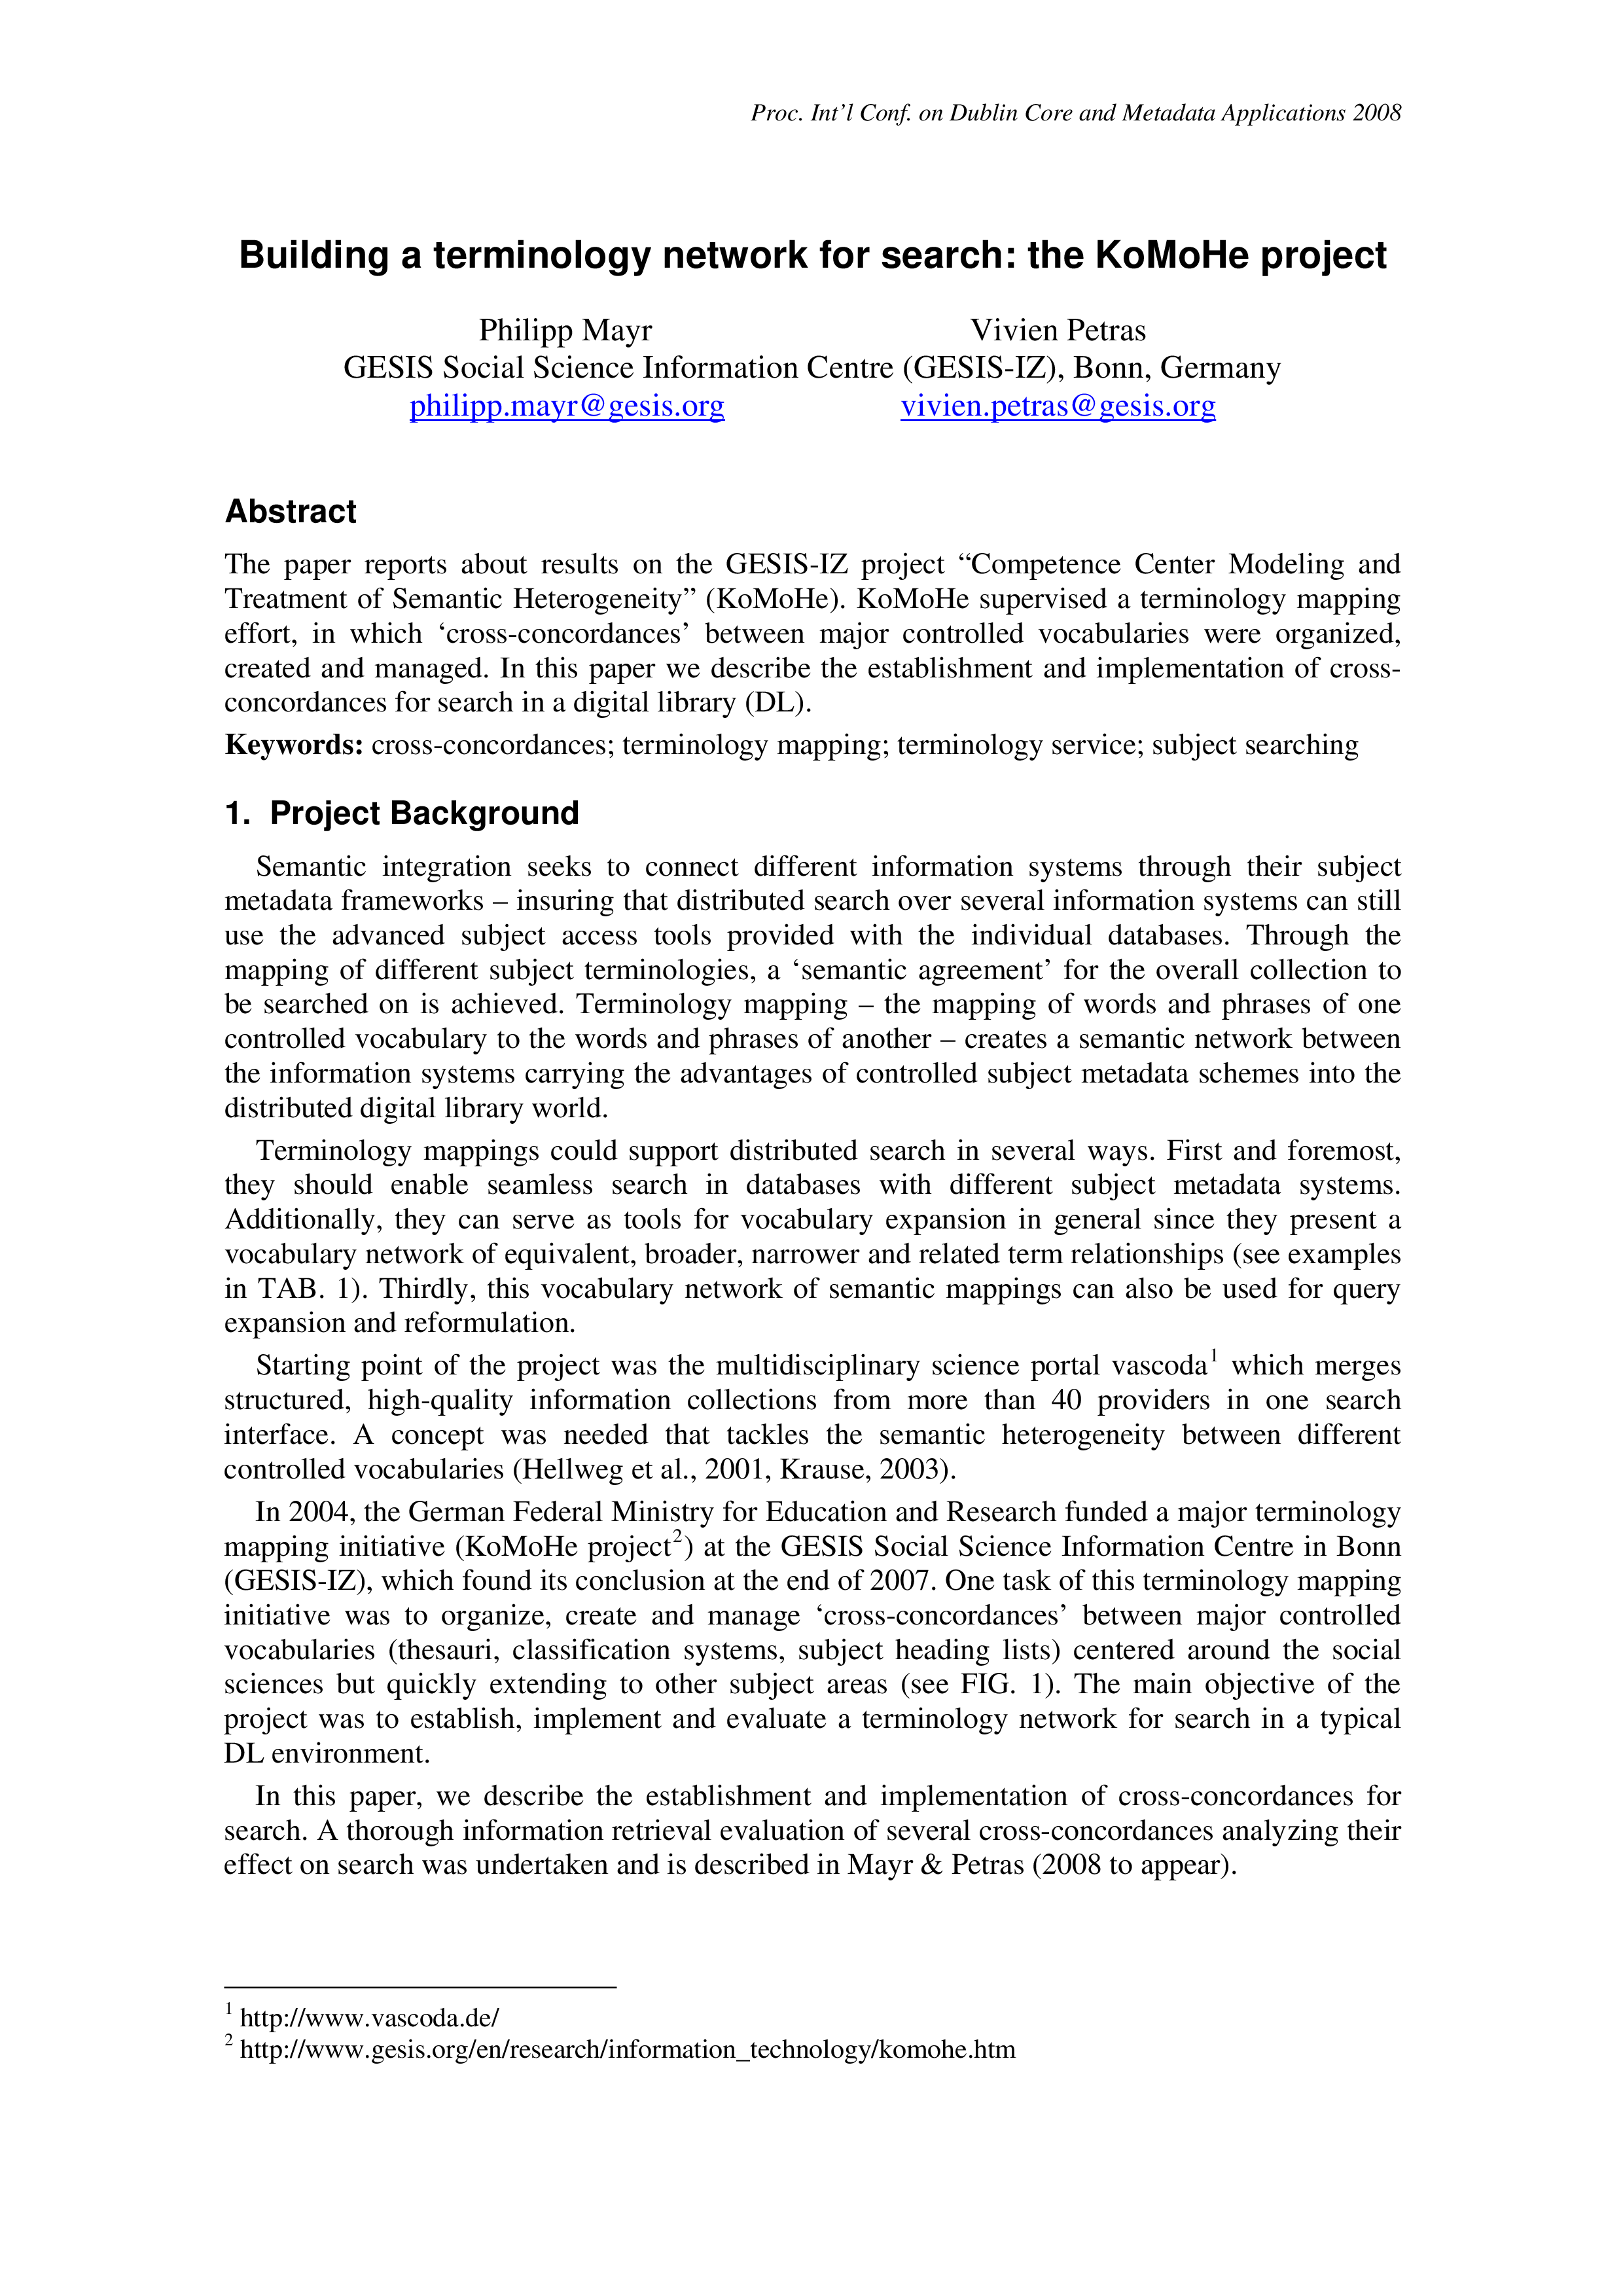 Proc. Int'l Conf. on Dublin Core and Metadata Applications 2008
Building a terminology network for search: the KoMoHe project
Philipp Mayr Vivien Petras
GESIS Social Science Information Centre (GESIS-IZ), Bonn, Germany
philipp.mayr@gesis.org vivien.petras@gesis.org
Abstract
The paper reports about results on the GESIS-IZ project “Competence Center Modeling and
Treatment of Semantic Heterogeneity” (KoMoHe). KoMoHe supervised a terminology mapping
effort, in which ‘cross-concordances’ between major controlled vocabularies were organized,
created and managed. In this paper we describe the establishment and implementation of cross-
concordances for search in a digital library (DL).
Keywords: cross-concordances; terminology mapping; terminology service; subject searching
1. Project Background
Semantic integration seeks to connect different information systems through their subject
metadata frameworks – insuring that distributed search over several information systems can still
use the advanced subject access tools provided with the individual databases. Through the
mapping of different subject terminologies, a ‘semantic agreement’ for the overall collection to
be searched on is achieved. Terminology mapping – the mapping of words and phrases of one
controlled vocabulary to the words and phrases of another – creates a semantic network between
the information systems carrying the advantages of controlled subject metadata schemes into the
distributed digital library world.
Terminology mappings could support distributed search in several ways. First and foremost,
they should enable seamless search in databases with different subject metadata systems.
Additionally, they can serve as tools for vocabulary expansion in general since they present a
vocabulary network of equivalent, broader, narrower and related term relationships (see examples
in TAB. 1). Thirdly, this vocabulary network of semantic mappings can also be used for query
expansion and reformulation.
Starting point of the project was the multidisciplinary science portal vascoda1 which merges
structured, high-quality information collections from more than 40 providers in one search
interface. A concept was needed that tackles the semantic heterogeneity between different
controlled vocabularies (Hellweg et al., 2001, Krause, 2003).
In 2004, the German Federal Ministry for Education and Research funded a major terminology
mapping initiative (KoMoHe project2) at the GESIS Social Science Information Centre in Bonn
(GESIS-IZ), which found its conclusion at the end of 2007. One task of this terminology mapping
initiative was to organize, create and manage ‘cross-concordances’ between major controlled
vocabularies (thesauri, classification systems, subject heading lists) centered around the social
sciences but quickly extending to other subject areas (see FIG. 1). The main objective of the
project was to establish, implement and evaluate a terminology network for search in a typical
DL environment.
In this paper, we describe the establishment and implementation of cross-concordances for
search. A thorough information retrieval evaluation of several cross-concordances analyzing their
effect on search was undertaken and is described in Mayr & Petras (2008 to appear).
1 http://www.vascoda.de/
2 http://www.gesis.org/en/research/information_technology/komohe.htm